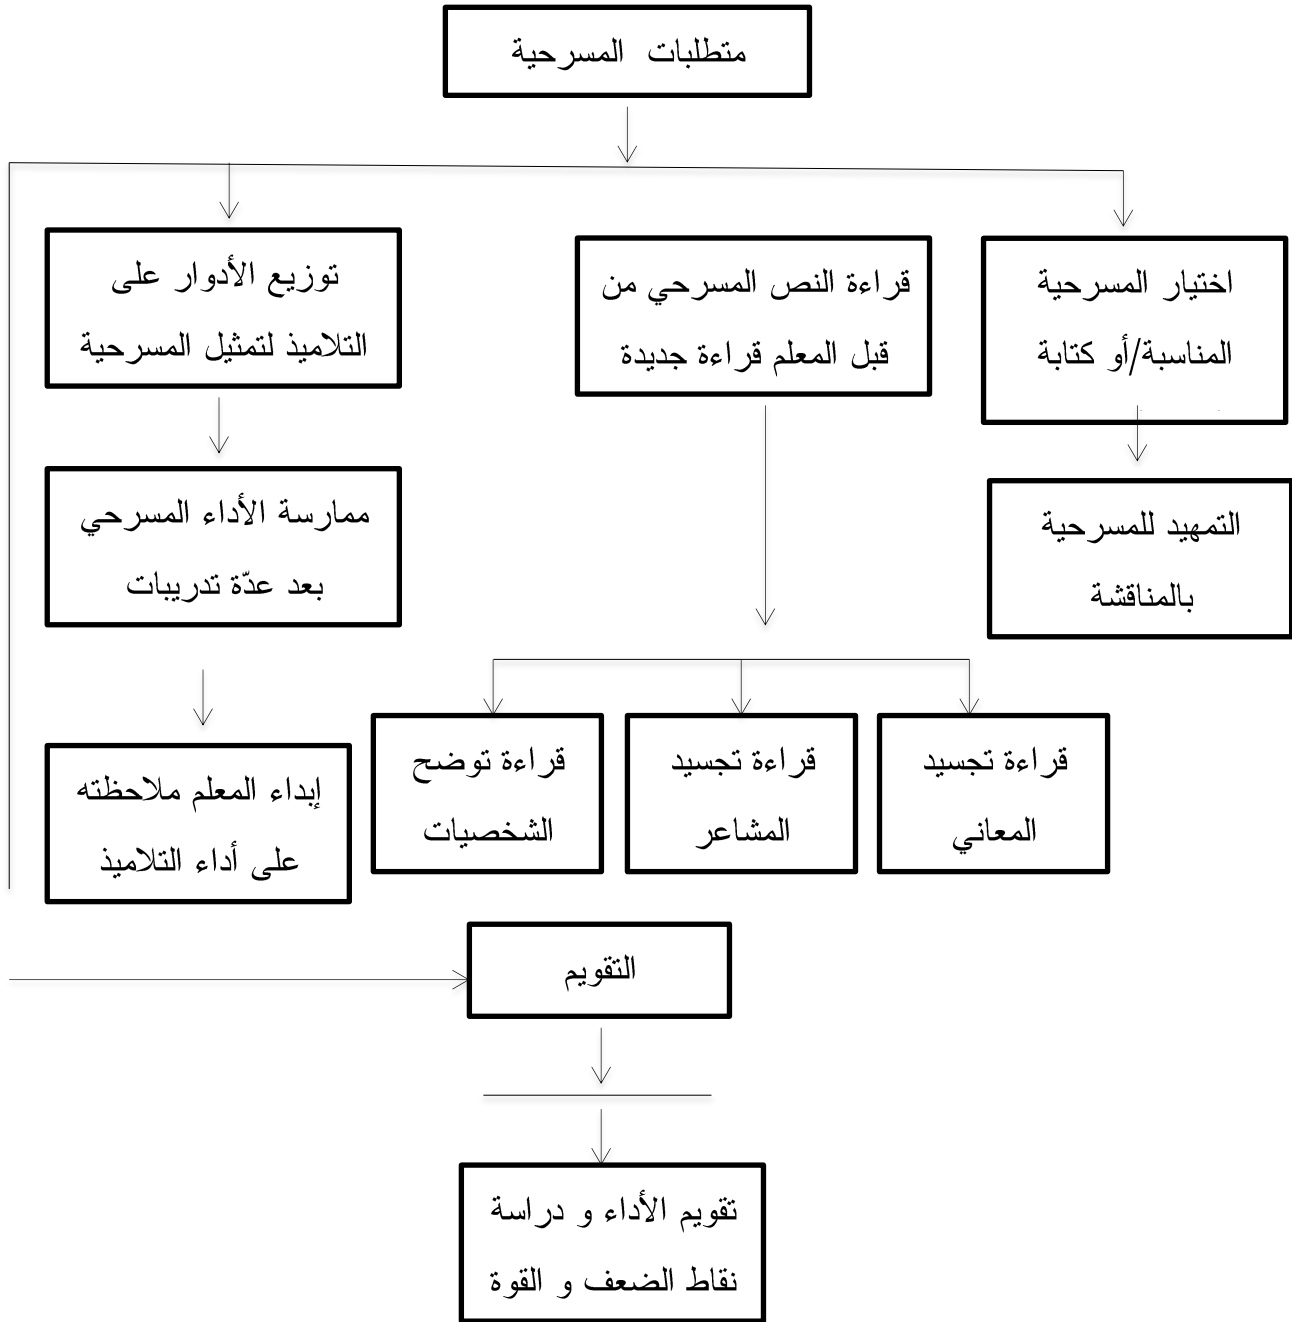 متطلبات المسرحية
اختيار المسرحية
المناسبة/أو كتابة
قراءة النص المسرحي من
قبل المعلم قراءة جديدة
توزيع الأدوار على
التلاميذ لتمثيل المسرحية
التمهيد للمسرحية
بالمناقشة
ممارسة الأداء المسرحي
بعد عدّة تدريبات
قراءة تجسيد
المعاني
قراءة تجسيد
المشاعر
قراءة توضح
الشخصيات
إبداء المعلم ملاحظته
على أداء التلاميذ
التقويم
تقويم الأداء و دراسة
نقاط الضعف و القوة